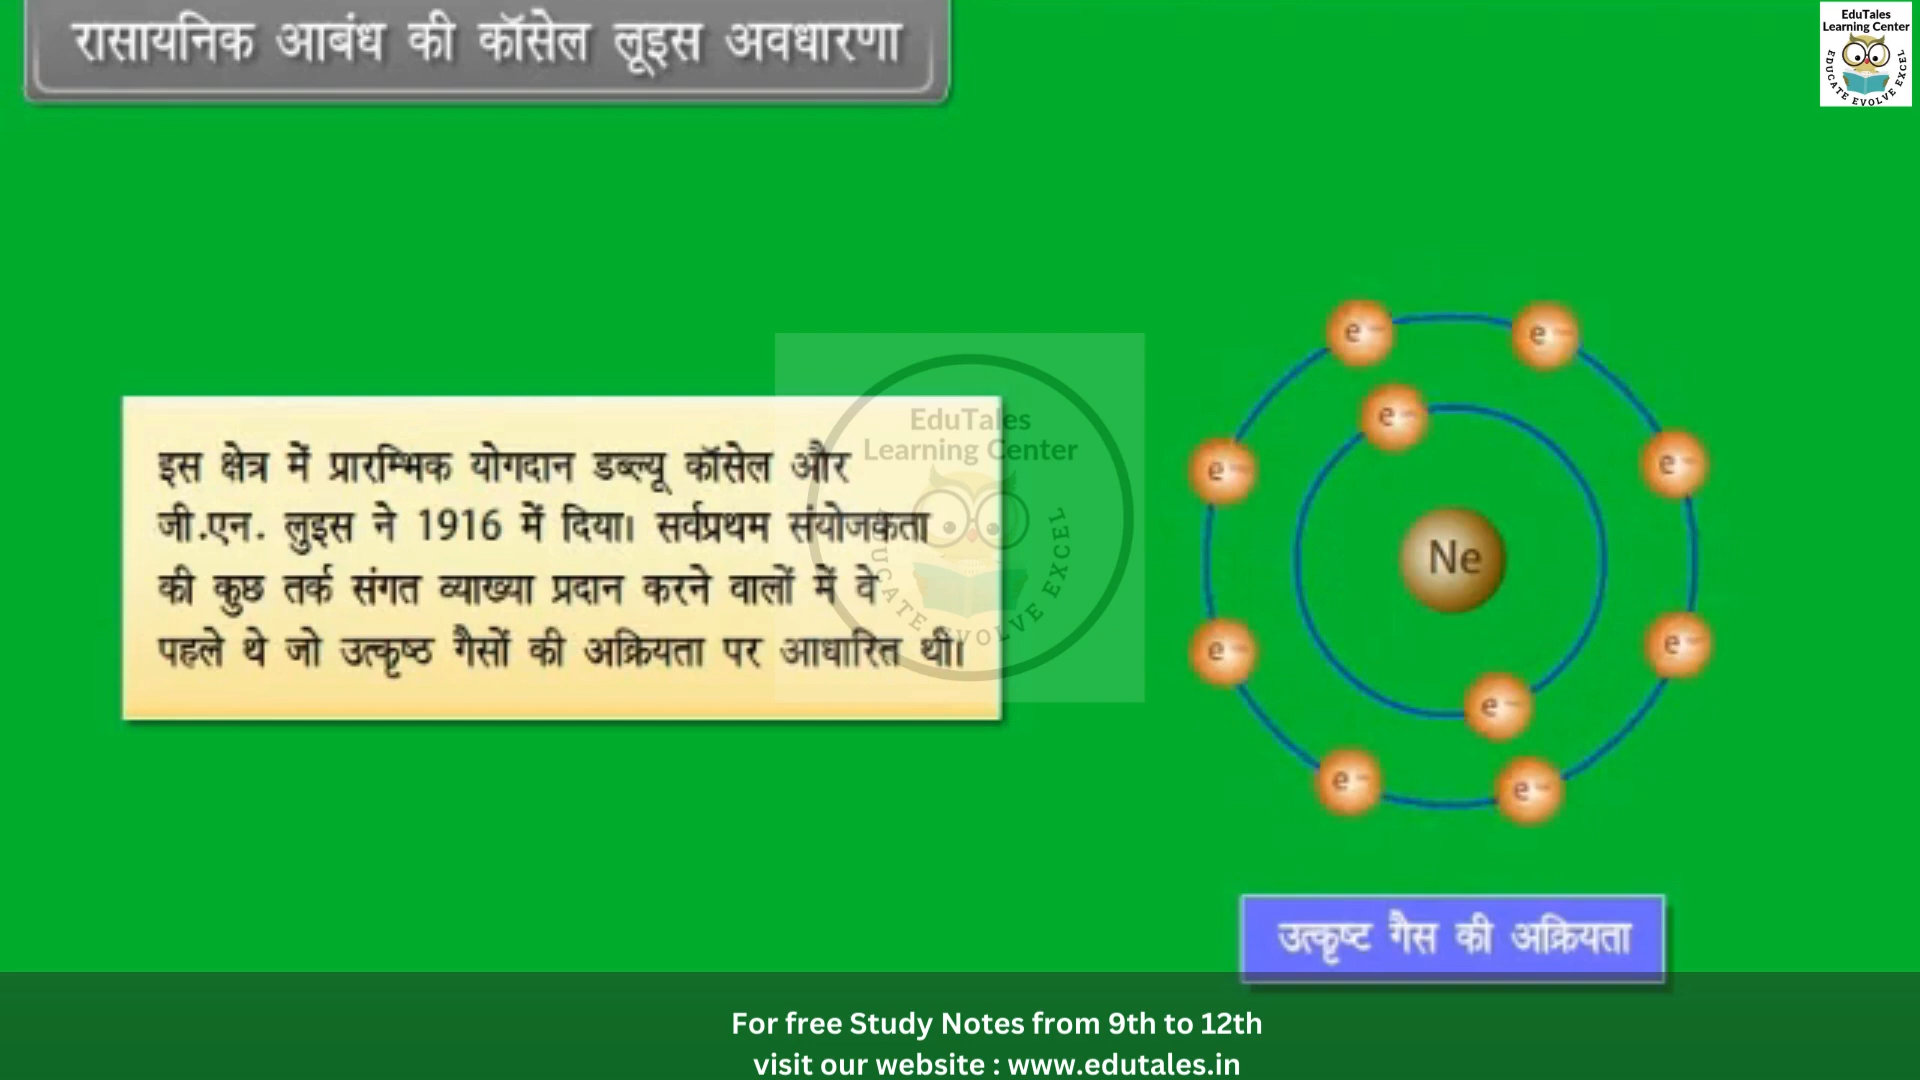 रासायनिक आबंध की कॉसेल लूइस अवधारणा
EduTales
Learning Center
EDUCATE EVOLVE EXCEL
इस क्षेत्र में प्रारम्भिक योगदान डब्ल्यू कॉसेल और
जी.एन. लुइस ने 1916 में दिया। सर्वप्रथम संयोजकता
की कुछ तर्क संगत व्याख्या प्रदान करने वालों में वे
पहले थे जो उत्कृष्ठ गैसों की अक्रियता पर आधारित थी।
EduTales
Learning Center
EDUCATE EVOLVE EXCEL
e−
e−
e−
e−
e−
Ne
e−
e−
e−
e−
e−
उत्कृष्ट गैस की अक्रियता
For free Study Notes from 9th to 12th
visit our website : www.edutales.in